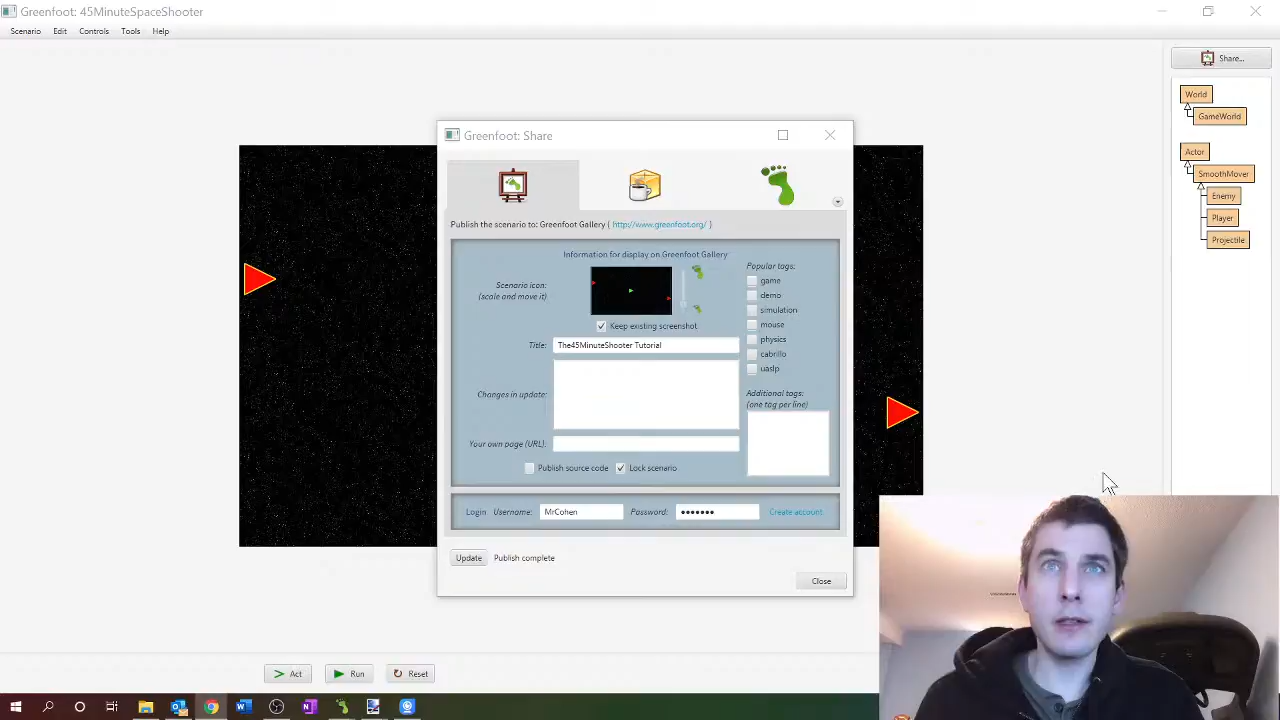 Greenfoot: 45MinuteSpaceShooter
Scenario Edit Controls Tools Help
Share...
World
GameWorld
Actor
SmoothMover
Enemy
Player
Projectile
Greenfoot: Share
Publish the scenario to: Greenfoot Gallery ( http://www.greenfoot.org/ )
Information for display on Greenfoot Gallery
Scenario icon:
(scale and move it)
Keep existing screenshot
Title: The45MinuteShooter Tutorial
Changes in update:
Your own page (URL):
Publish source code Lock scenario
Popular tags:
game
demo
simulation
mouse
physics
cabrillo
uaslp
Additional tags:
(one tag per line)
Login Username: MrCohen Password: ••••••• Create account
Update Publish complete
Close
Act Run Reset